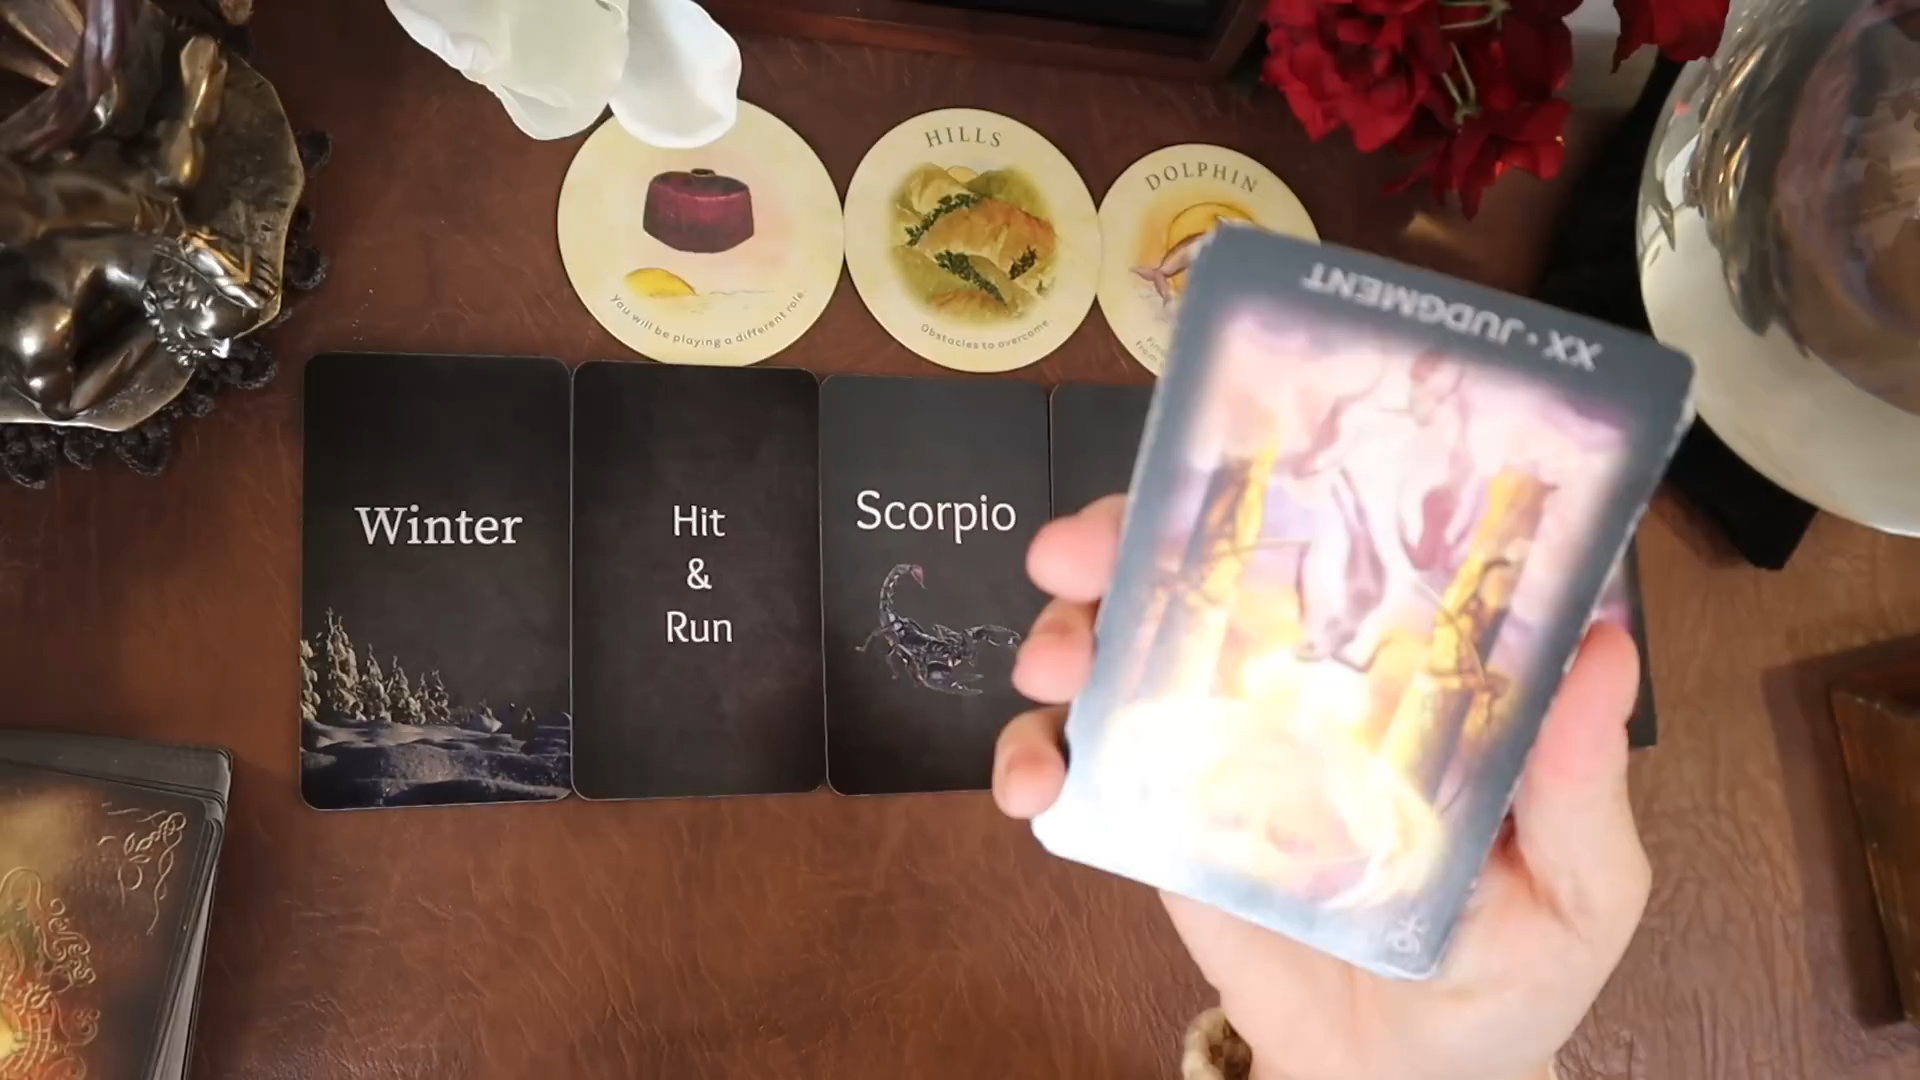 You will be playing a different role.
HILLS
Obstacles to overcome.
DOLPHIN
XX • JUDGMENT
Winter
Hit
&
Run
Scorpio